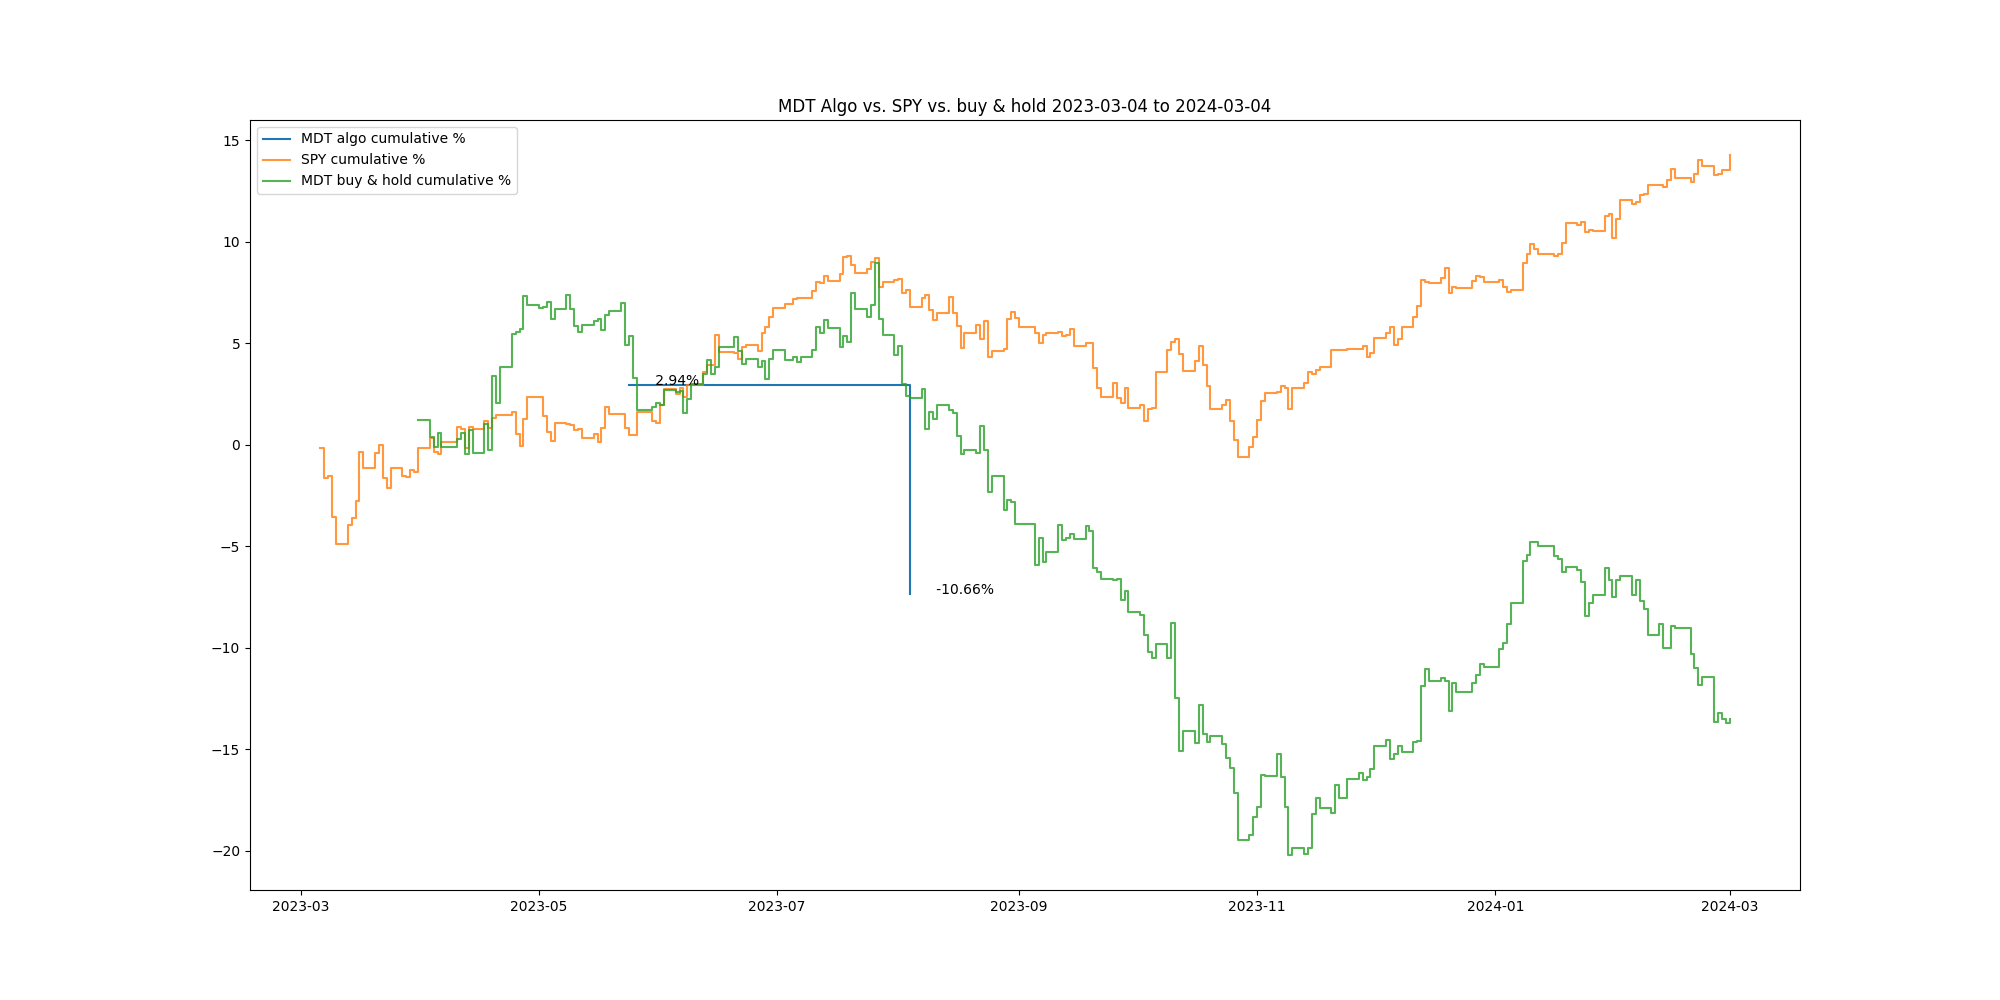 MDT Algo vs. SPY vs. buy & hold 2023-03-04 to 2024-03-04
MDT algo cumulative %
SPY cumulative %
MDT buy & hold cumulative %
15
10
5
0
−5
−10
−15
−20
2.94%
-10.66%
2023-03 2023-05 2023-07 2023-09 2023-11 2024-01 2024-03